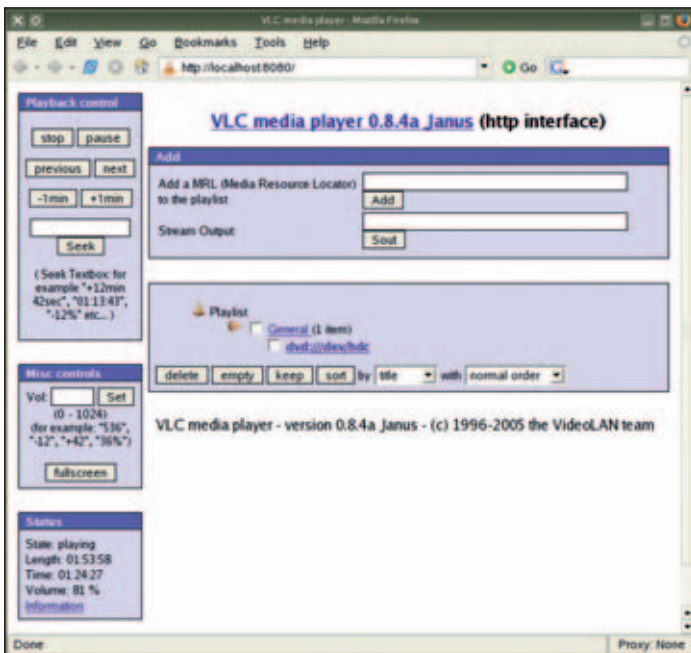 VLC media player - Mozilla Firefox
File Edit View Go Bookmarks Tools Help
http://localhost:8080/ Go
Playback control
stop pause
previous next
-1min +1min
Seek
( Seek Textbox: for
example "+12min
42sec", "01:13:43",
"-12%" etc... )
Misc controls
Vol: Set
(0 - 1024)
(for example: "536",
"-12", "+42", "36%")
fullscreen
Status
State: playing
Length: 01:53:58
Time: 01:24:27
Volume: 81 %
Information
VLC media player 0.8.4a Janus (http interface)
Add
Add a MRL (Media Resource Locator)
to the playlist
Add
Stream Output
Sout
Playlist
General (1 item)
dvd:///dev/hdc
delete empty keep sort by title with normal order
VLC media player - version 0.8.4a Janus - (c) 1996-2005 the VideoLAN team
Done Proxy: None